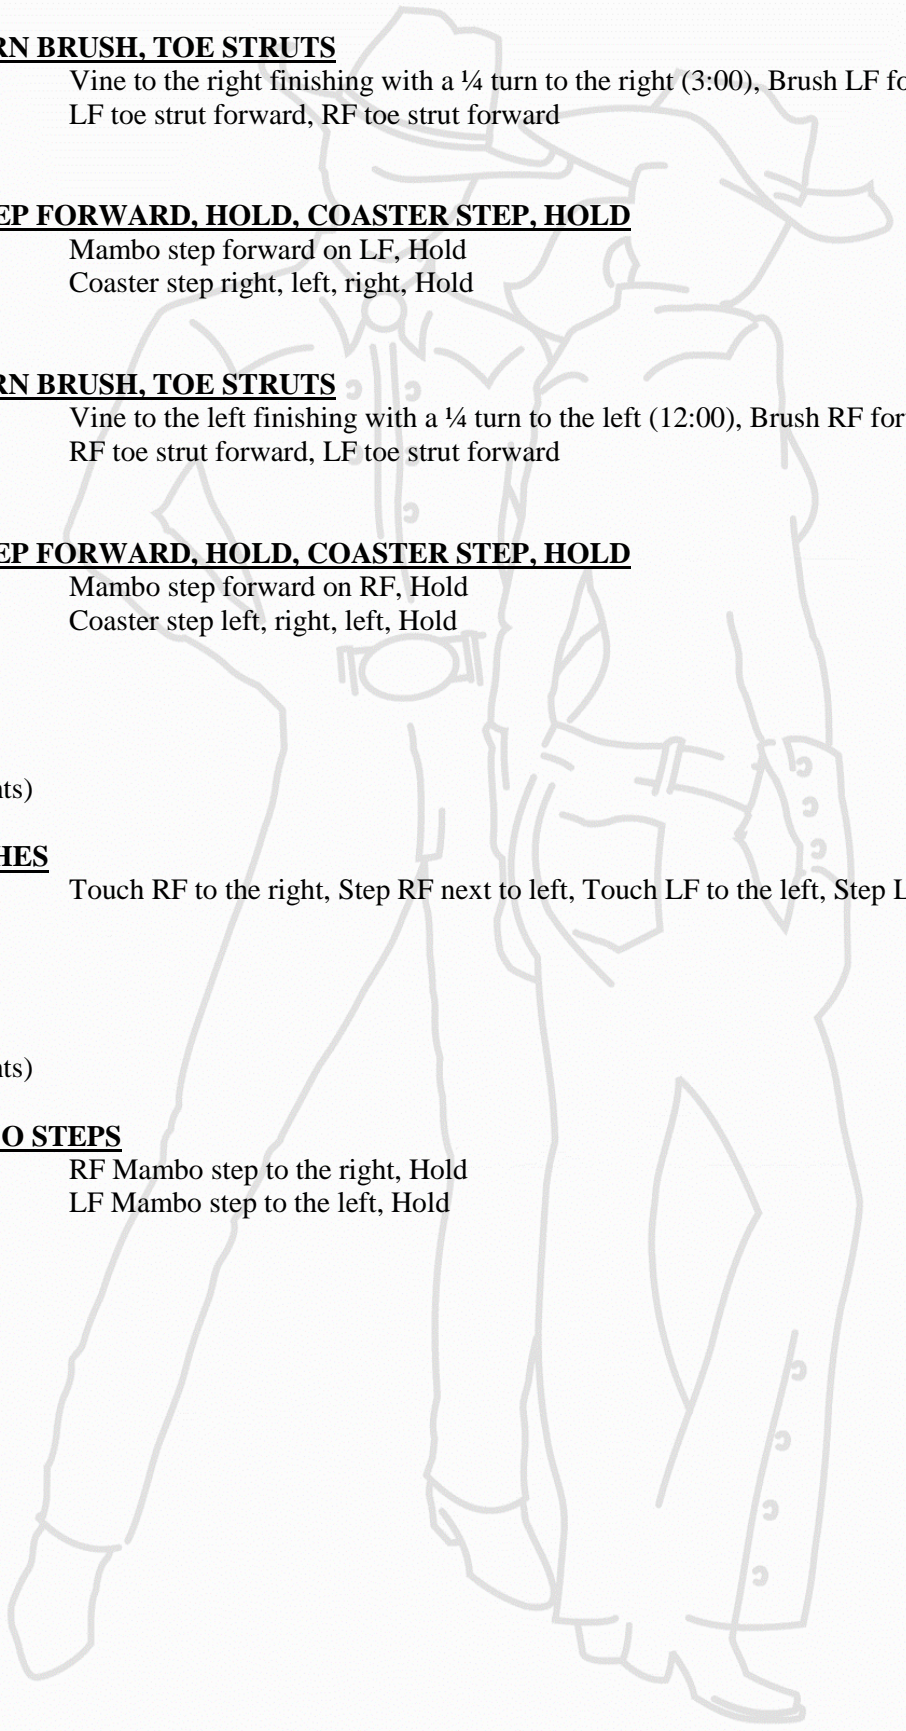 RN BRUSH, TOE STRUTS
Vine to the right finishing with a ¼ turn to the right (3:00), Brush LF fo
LF toe strut forward, RF toe strut forward
EP FORWARD, HOLD, COASTER STEP, HOLD
Mambo step forward on LF, Hold
Coaster step right, left, right, Hold
RN BRUSH, TOE STRUTS
Vine to the left finishing with a ¼ turn to the left (12:00), Brush RF for
RF toe strut forward, LF toe strut forward
EP FORWARD, HOLD, COASTER STEP, HOLD
Mambo step forward on RF, Hold
Coaster step left, right, left, Hold
nts)
HES
Touch RF to the right, Step RF next to left, Touch LF to the left, Step L
nts)
O STEPS
RF Mambo step to the right, Hold
LF Mambo step to the left, Hold